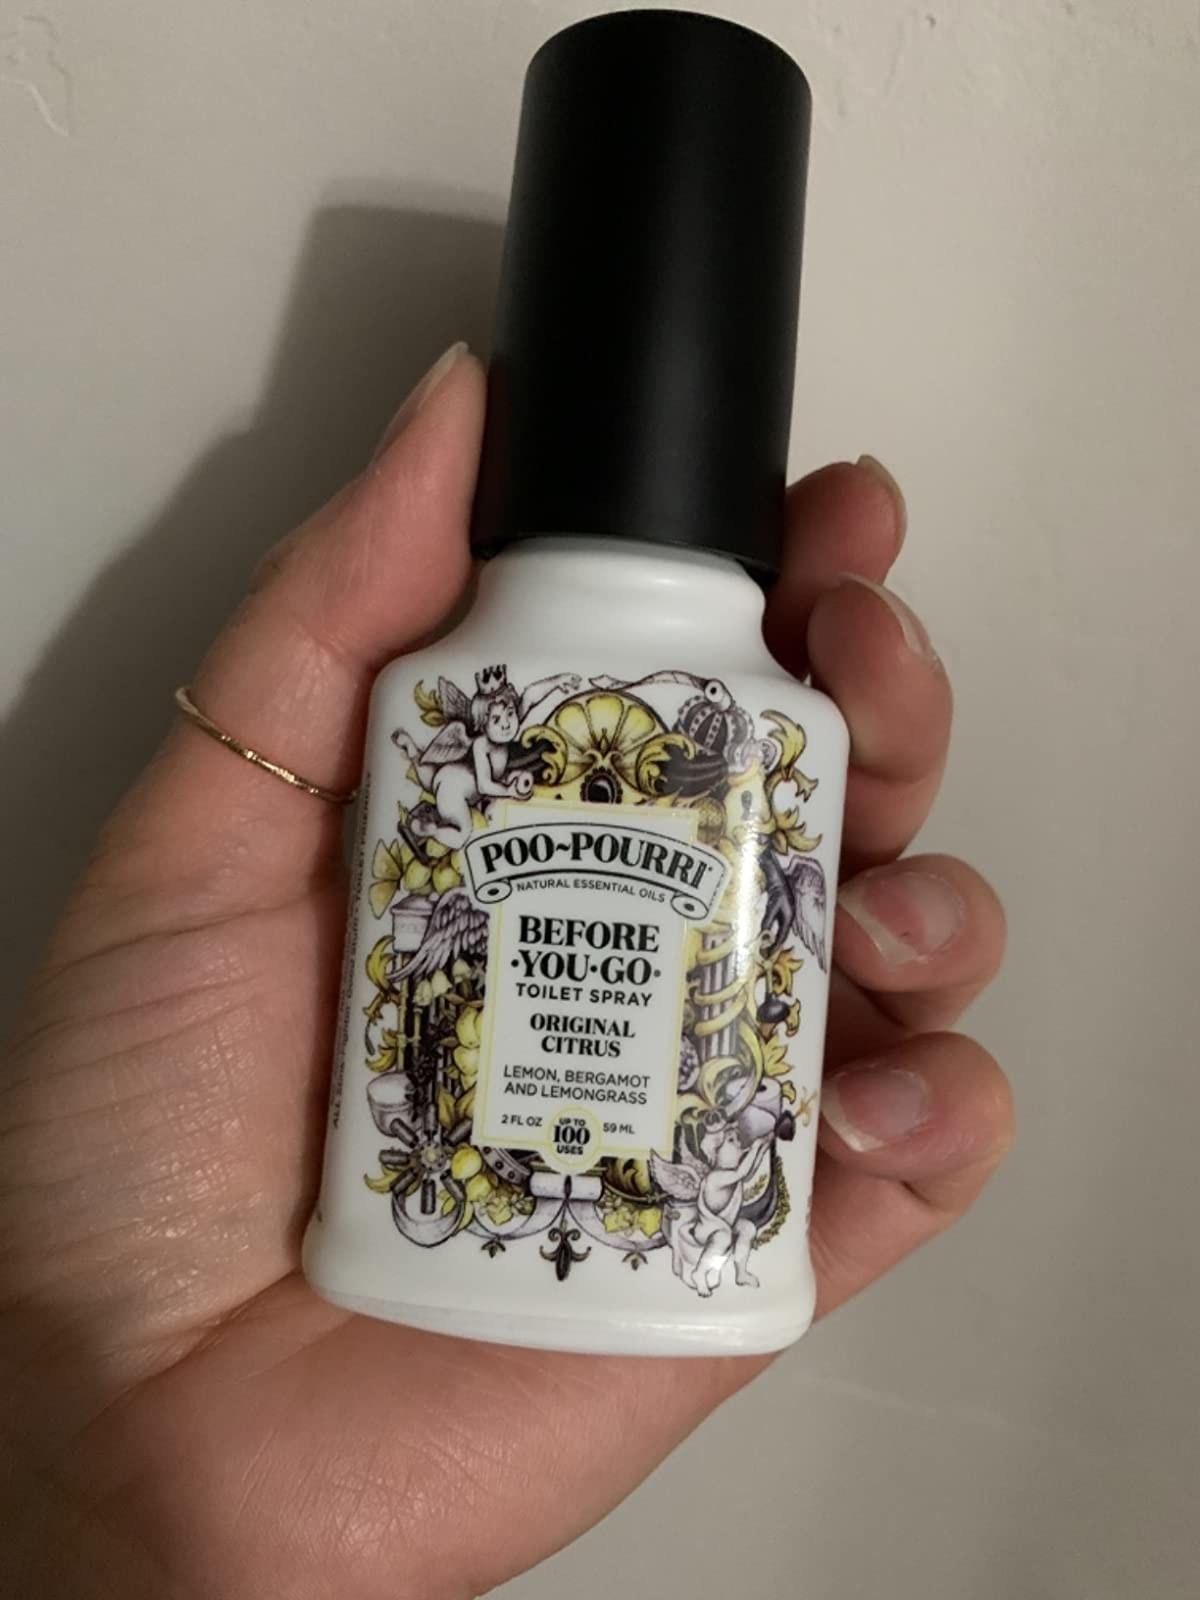 POO~POURRI
NATURAL ESSENTIAL OILS
BEFORE
·YOU·GO·
TOILET SPRAY
ORIGINAL
CITRUS
LEMON, BERGAMOT
AND LEMONGRASS
2 FL OZ
UP TO
100
USES
59 ML